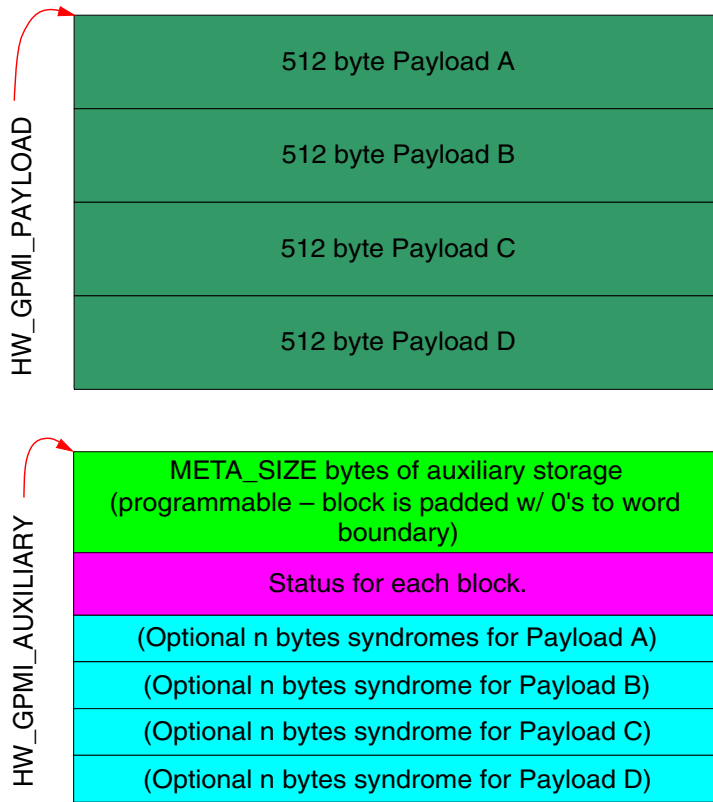 HW_GPMI_PAYLOAD
512 byte Payload A
512 byte Payload B
512 byte Payload C
512 byte Payload D
HW_GPMI_AUXILIARY
META_SIZE bytes of auxiliary storage
(programmable – block is padded w/ 0's to word
boundary)
Status for each block.
(Optional n bytes syndromes for Payload A)
(Optional n bytes syndrome for Payload B)
(Optional n bytes syndrome for Payload C)
(Optional n bytes syndrome for Payload D)